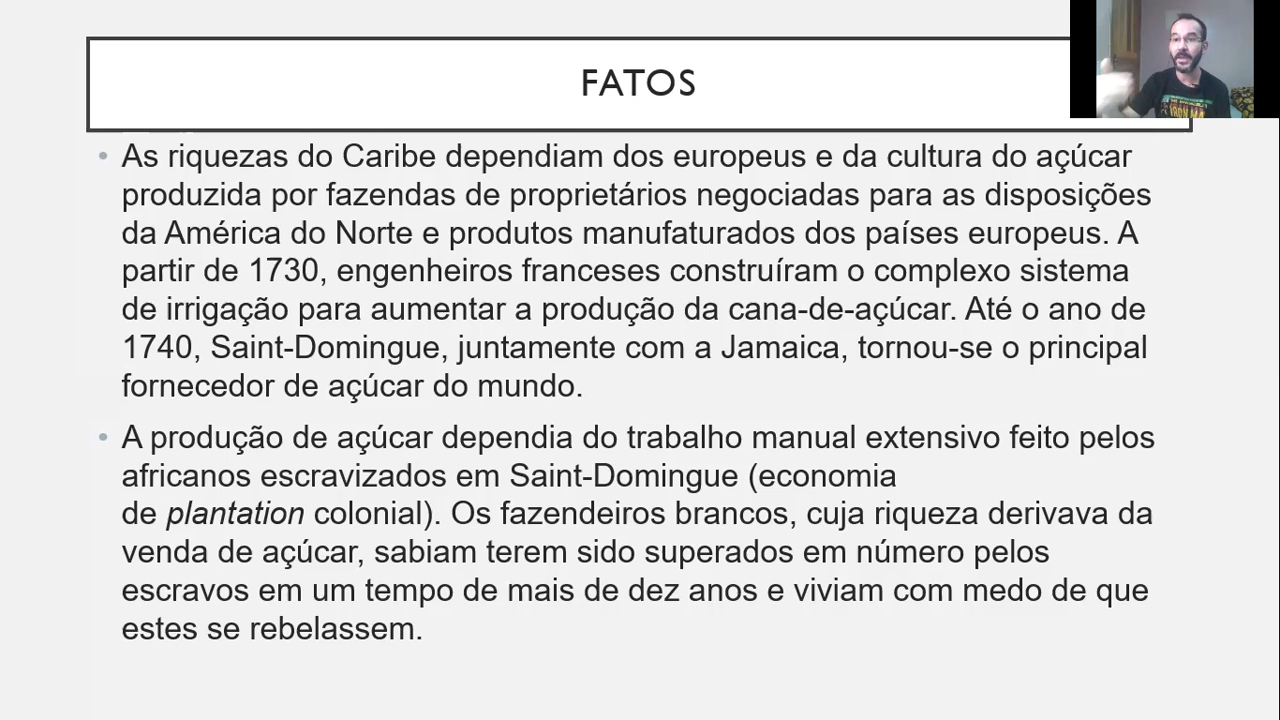 FATOS
• As riquezas do Caribe dependiam dos europeus e da cultura do açúcar
produzida por fazendas de proprietários negociadas para as disposições
da América do Norte e produtos manufaturados dos países europeus. A
partir de 1730, engenheiros franceses construíram o complexo sistema
de irrigação para aumentar a produção da cana-de-açúcar. Até o ano de
1740, Saint-Domingue, juntamente com a Jamaica, tornou-se o principal
fornecedor de açúcar do mundo.
• A produção de açúcar dependia do trabalho manual extensivo feito pelos
africanos escravizados em Saint-Domingue (economia
de plantation colonial). Os fazendeiros brancos, cuja riqueza derivava da
venda de açúcar, sabiam terem sido superados em número pelos
escravos em um tempo de mais de dez anos e viviam com medo de que
estes se rebelassem.